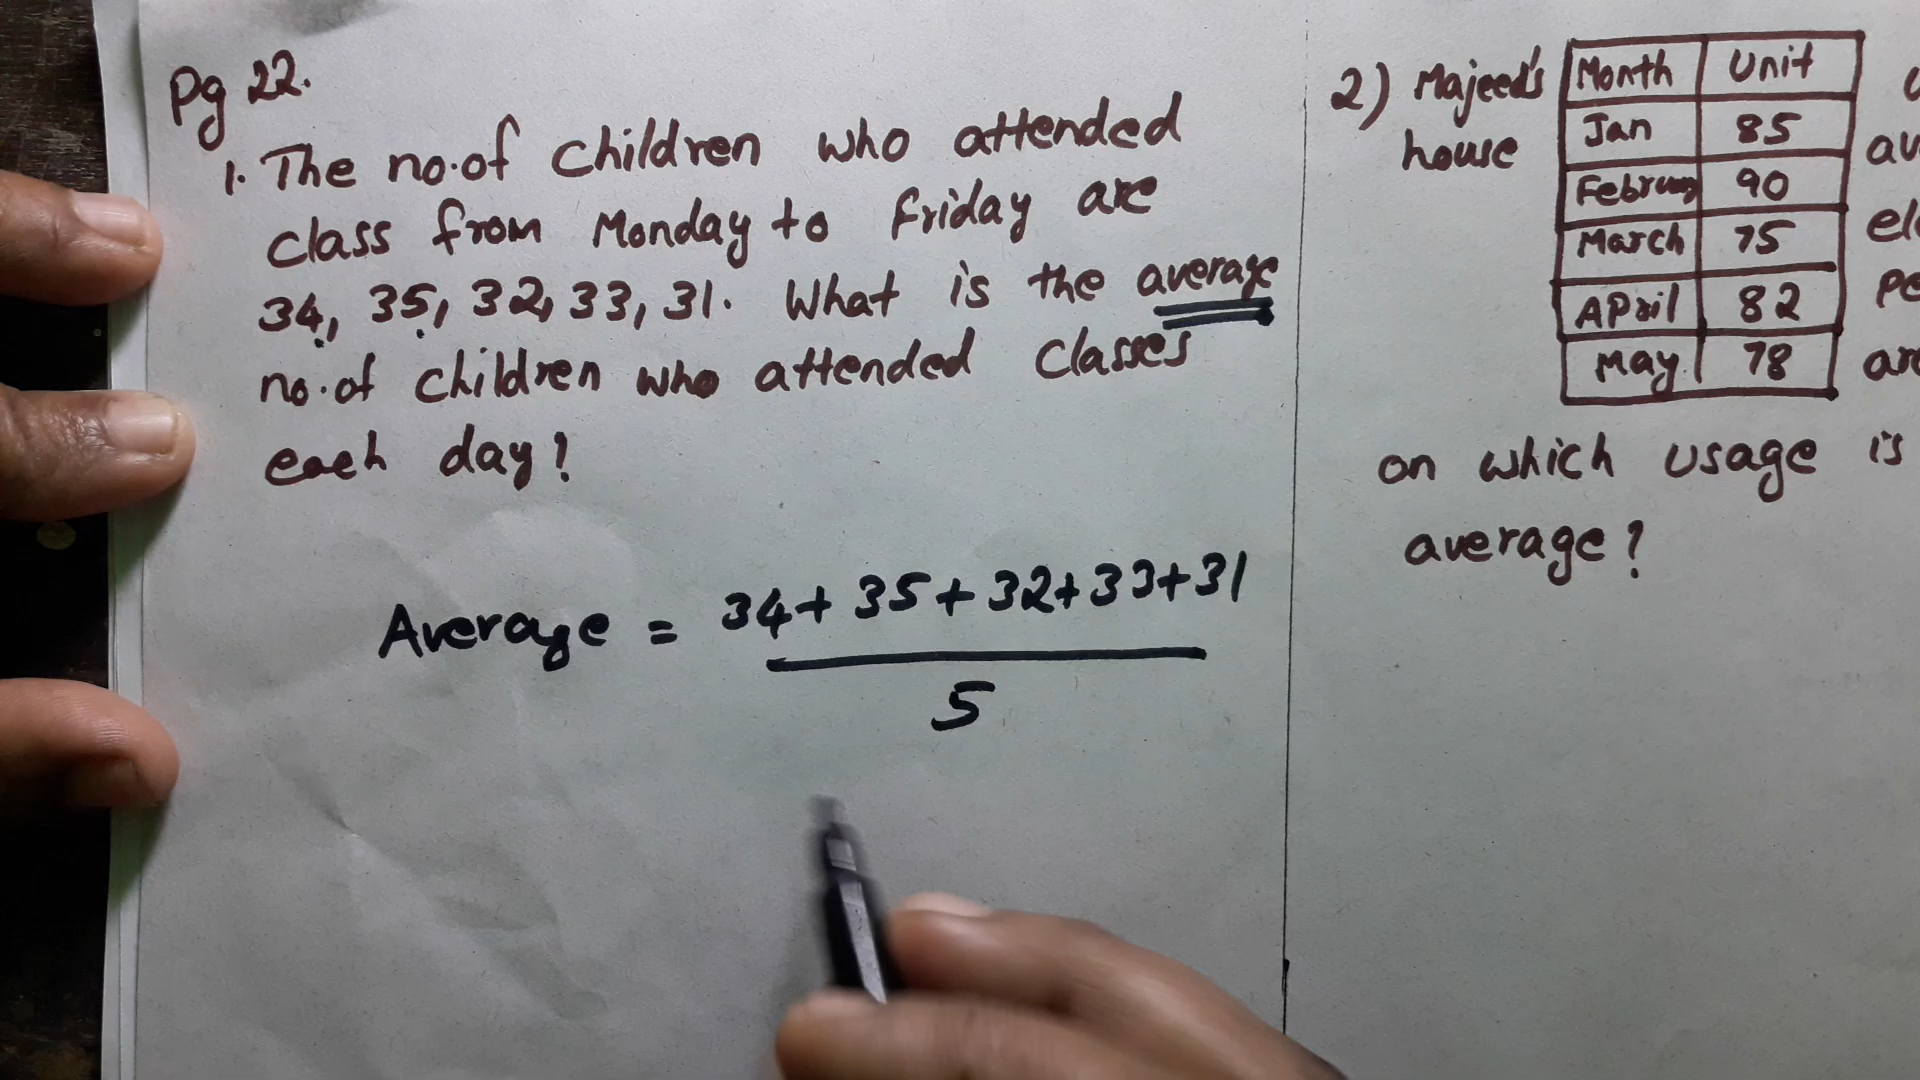 Pg 22.
1. The no.of children who attended
class from Monday to Friday are
34, 35, 32, 33, 31. What is the average
no.of children who attended classes
each day?
Average = 34+ 35+ 32+33+31
5
2) Majeed's
house
Month Unit
Jan 85
90
March 75
April 82
May. 78
on which usage is
average?